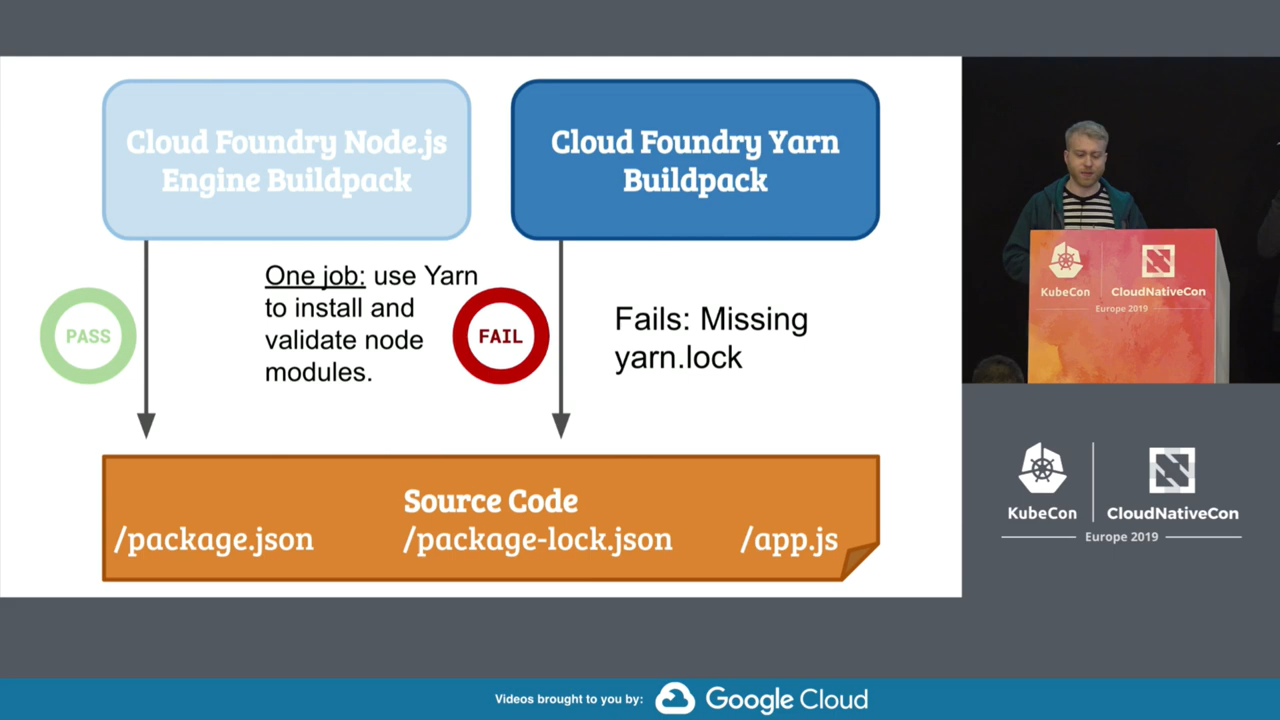 Cloud Foundry Node.js
Engine Buildpack
Cloud Foundry Yarn
Buildpack
One job: use Yarn
to install and
validate node
modules.
PASS
FAIL
Fails: Missing
yarn.lock
Source Code
/package.json
/package-lock.json
/app.js
KubeCon
CloudNativeCon
Europe 2019
KubeCon
CloudNativeCon
Europe 2019
Videos brought to you by:
Google Cloud